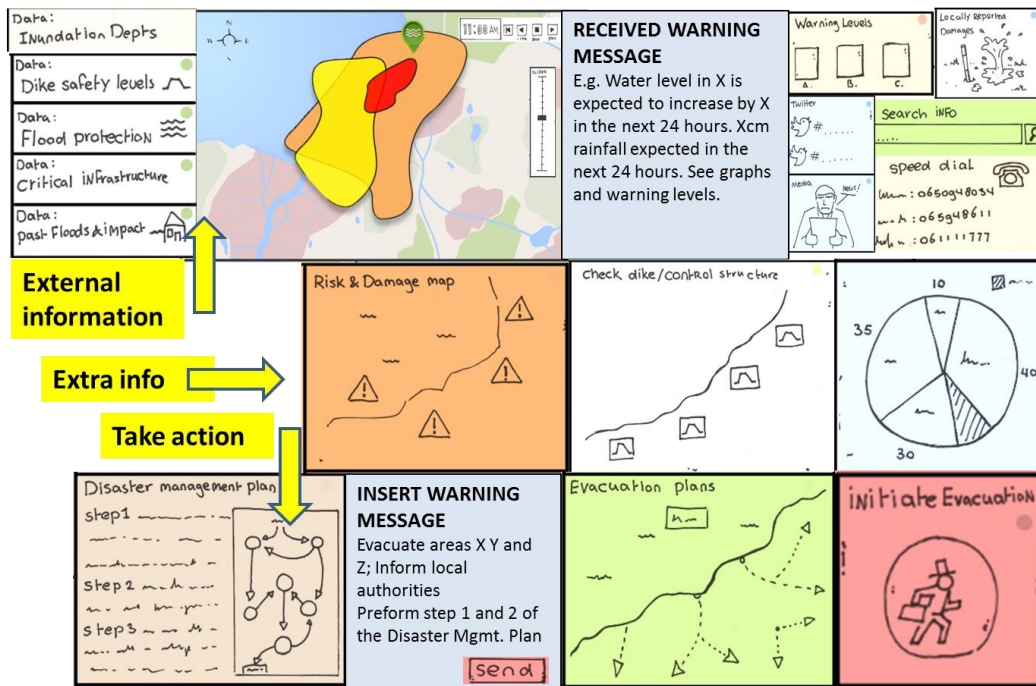 Data:
Inundation Depts
Data:
Dike safety levels
Data:
Flood protection
Data:
Critical infrastructure
Data:
past Floods & impact
N
W
E
S
11:00 AM
RECEIVED WARNING
MESSAGE
E.g. Water level in X is
expected to increase by X
in the next 24 hours. Xcm
rainfall expected in the
next 24 hours. See graphs
and warning levels.
Warning Levels
A. B. C.
Locally Reported
Damages
Twitter
#
Media
News!
Search INFO
speed dial
: 0650948034
: 065948611
: 061111777
External
information
Extra info
Take action
Risk & Damage map
Check dike/control structure
10
35
40
30
Disaster management plan
step1
step2
step3
INSERT WARNING
MESSAGE
Evacuate areas X Y and
Z; Inform local
authorities
Preform step 1 and 2 of
the Disaster Mgmt. Plan
send
Evacuation plans
initiate Evacuation